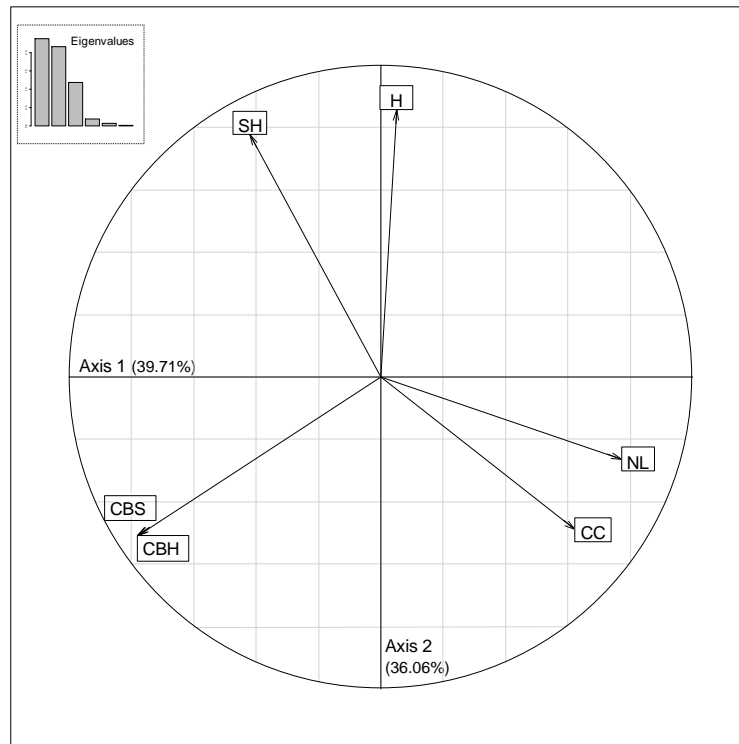 Eigenvalues
H
SH
Axis 1 (39.71%)
NL
CBS
CC
CBH
Axis 2
(36.06%)